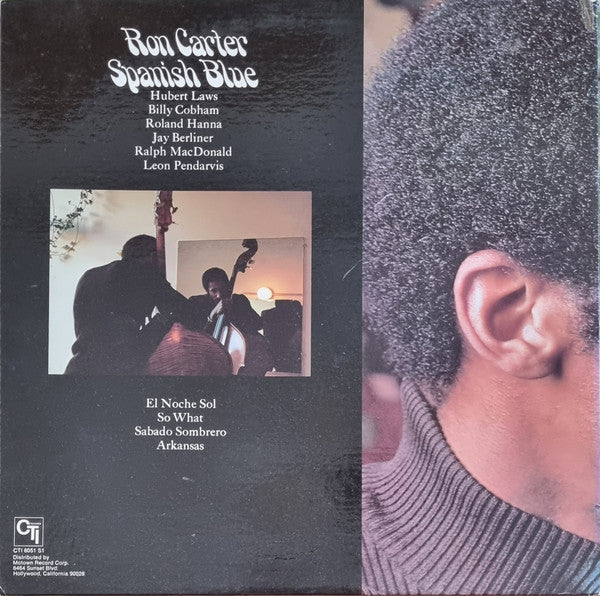 Ron Carter
Spanish Blue
Hubert Laws
Billy Cobham
Roland Hanna
Jay Berliner
Ralph MacDonald
Leon Pendarvis
El Noche Sol
So What
Sabado Sombrero
Arkansas
CTI
CTI 8051 S1
Distributed by
Motown Record Corp.
6464 Sunset Blvd.
Hollywood, California 90028